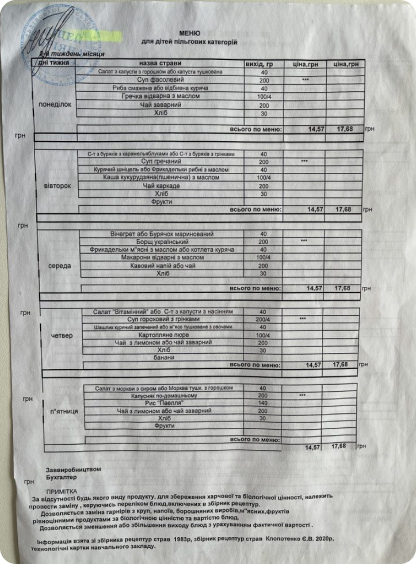 МЕНЮ
для дітей пільгових категорій
тиждень місяця
дні тижня назва страви вихід, гр ціна,грн ціна,грн
Салат з капусти з горошком або капуста тушкована 40
Суп фасолевий 200 ***
Риба смажена або відбивна куряча 40
Гречка відварна з маслом 100/4
понеділок Чай заварний 200
Хліб 30
всього по меню: 14,57 17,68 грн
грн
С-т з буряків з карамель/яблуками або С-т з буряків з грінками 40
Суп гречаний 200 ***
Курячий шніцель або Фрикадельки рибні з маслом 40
Каша кукурудзяна(пшенична) з маслом 100/4
вівторок Чай каркаде 200
Хліб 30
Фрукти
всього по меню: 14,57 17,68 грн
грн
Вінегрет або Бурячок маринований 40
Борщ український 200 ***
Фрикадельки м"ясні з маслом або котлета куряча 40
Макарони відварні з маслом 100/4
середа Кавовий напій або чай 200
Хліб 30
всього по меню: 14,57 17,68 грн
грн
Салат "Вітамінний" або С-т з капусти з насінням 40
Суп гороховий з грінками 200/4 ***
Шашлик курячий запечений або м"ясо тушковане з овочами 40
четвер Картопляне пюре 100/4
Чай з лимоном або чай заварний 200
Хліб 30
банани
всього по меню: 14,57 17,68 грн
грн
Салат з моркви з сиром або Морква туш. з горошком 40
Капусняк по-домашньому 200 ***
Рис "Паелля" 140
п"ятниця Чай з лимоном або чай заварний 200
Хліб 30
Фрукти
всього по меню:
14,57 17,68 грн
грн
Заввиробництвом
Бухгалтер
ПРИМІТКА
За відсутності будь якого виду продукту, для збереження харчової та біологічної цінності, належить
провести заміну , керуючись переліком блюд,включених в збірник рецептур.
Дозволяється заміна гарнірів з круп, напоїв, борошняних виробів,м"ясних,фруктів
рівноцінними продуктами за біологічною цінністю та вартістю блюд.
Дозволяється зменшення або збільшення виходу блюд з урахуванням фактичної вартості .
Інформація взята зі збірника рецептур страв 1983р, збірник рецептур страв Клопотенко Є.В. 2020р,
технологічні картки навчального закладу.